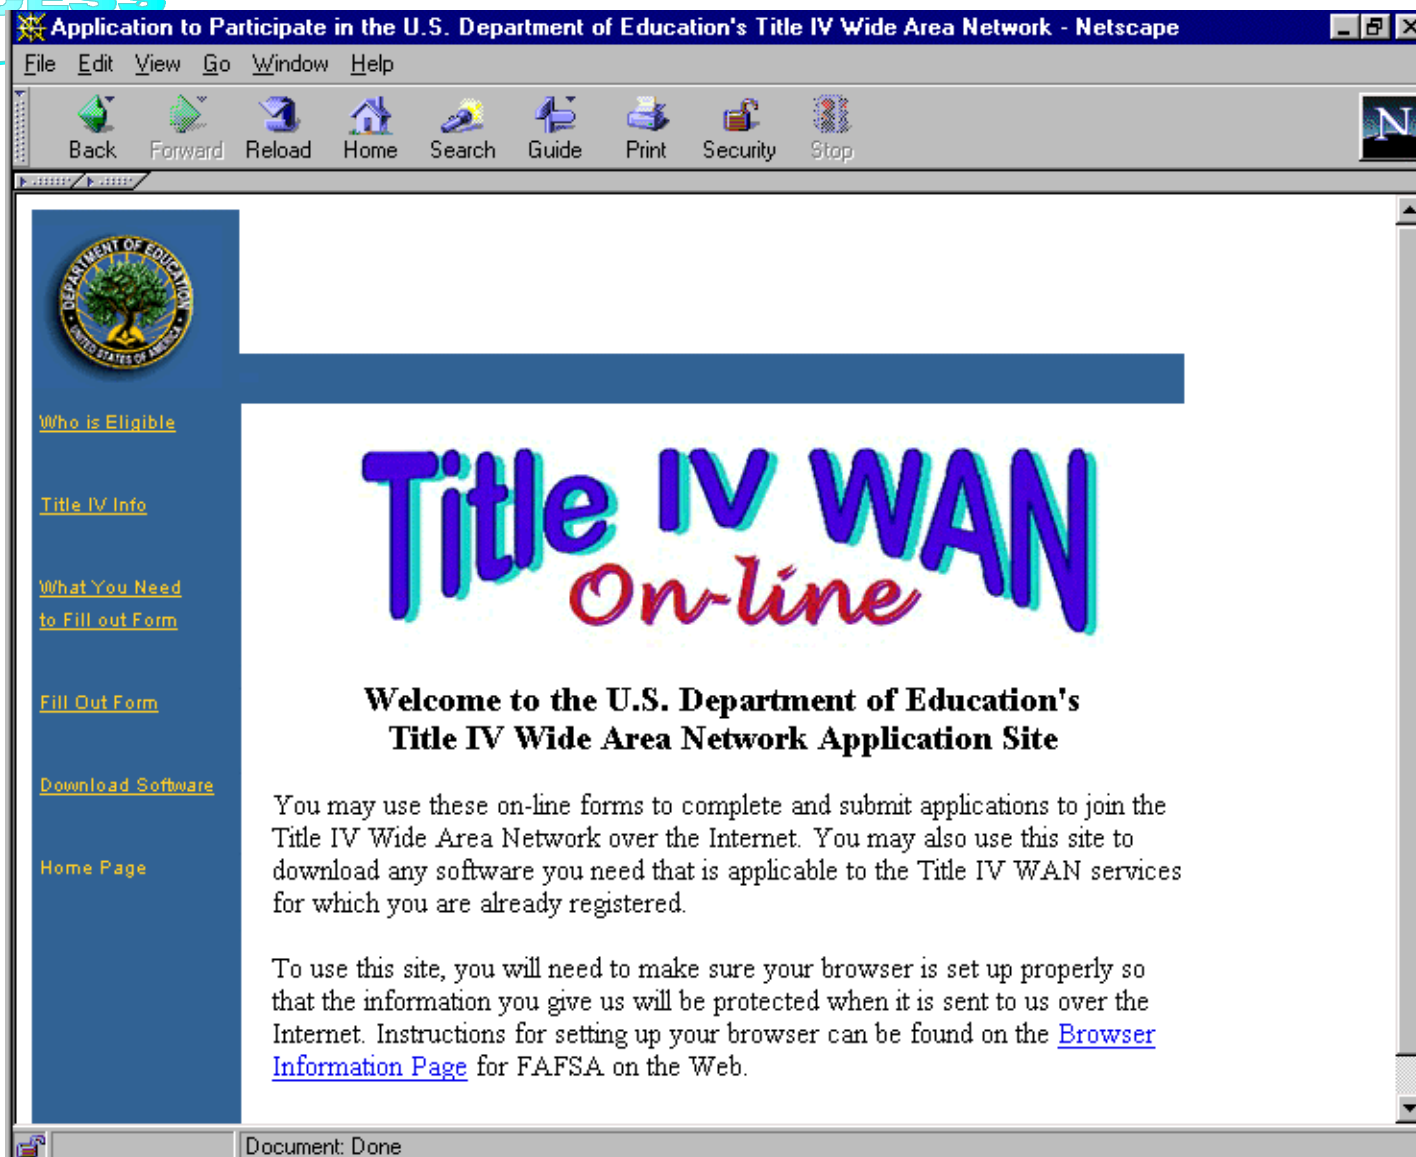 Application to Participate in the U.S. Department of Education's Title IV Wide Area Network - Netscape
File Edit View Go Window Help
Back Forward Reload Home Search Guide Print Security Stop
N
DEPARTMENT OF EDUCATION
UNITED STATES OF AMERICA
Who is Eligible
Title IV Info
What You Need
to Fill out Form
Fill Out Form
Download Software
Home Page
Title IV WAN
On-line
Welcome to the U.S. Department of Education's
Title IV Wide Area Network Application Site
You may use these on-line forms to complete and submit applications to join the
Title IV Wide Area Network over the Internet. You may also use this site to
download any software you need that is applicable to the Title IV WAN services
for which you are already registered.
To use this site, you will need to make sure your browser is set up properly so
that the information you give us will be protected when it is sent to us over the
Internet. Instructions for setting up your browser can be found on the Browser
Information Page for FAFSA on the Web.
Document: Done